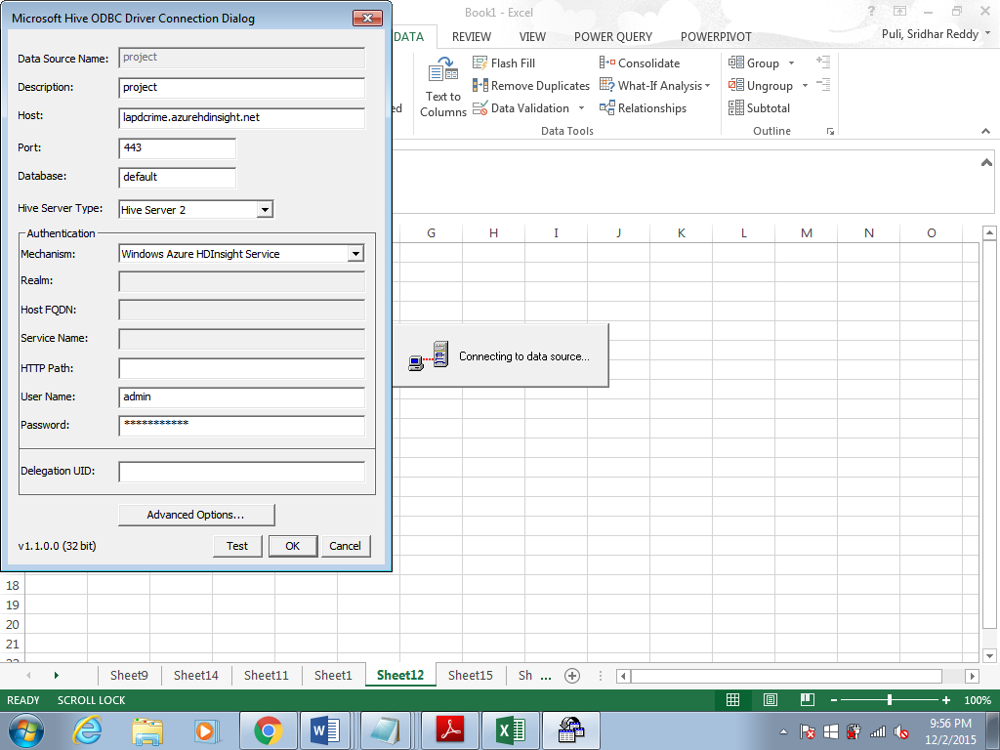 Microsoft Hive ODBC Driver Connection Dialog
Data Source Name: project
Description: project
Host: lapdcrime.azurehdinsight.net
Port: 443
Database: default
Hive Server Type: Hive Server 2
Authentication
Mechanism: Windows Azure HDInsight Service
Realm:
Host FQDN:
Service Name:
HTTP Path:
User Name: admin
Password: ***********
Delegation UID:
Advanced Options...
v1.1.0.0 (32 bit) Test OK Cancel
Book1 - Excel
?
DATA REVIEW VIEW POWER QUERY POWERPIVOT Puli, Sridhar Reddy
ed
Text to Columns
Flash Fill
Remove Duplicates
Data Validation
Consolidate
What-If Analysis
Relationships
Data Tools
Group
Ungroup
Subtotal
Outline
G H I J K L M N O
Connecting to data source...
18
19
20
21
22
Sheet9 Sheet14 Sheet11 Sheet1 Sheet12 Sheet15 Sh ...
READY SCROLL LOCK 100%
9:56 PM
12/2/2015